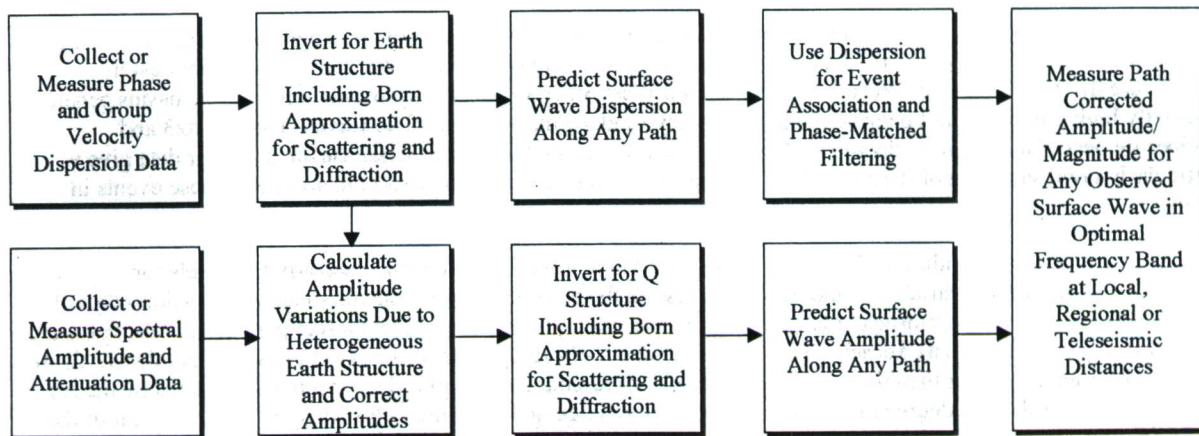 Collect or
Measure Phase
and Group
Velocity
Dispersion Data
Invert for Earth
Structure
Including Born
Approximation
for Scattering and
Diffraction
Predict Surface
Wave Dispersion
Along Any Path
Use Dispersion
for Event
Association and
Phase-Matched
Filtering
Measure Path
Corrected
Amplitude/
Magnitude for
Any Observed
Surface Wave in
Optimal
Frequency Band
at Local,
Regional or
Teleseismic
Distances
Collect or
Measure Spectral
Amplitude and
Attenuation Data
Calculate
Amplitude
Variations Due to
Heterogeneous
Earth Structure
and Correct
Amplitudes
Invert for Q
Structure
Including Born
Approximation
for Scattering and
Diffraction
Predict Surface
Wave Amplitude
Along Any Path